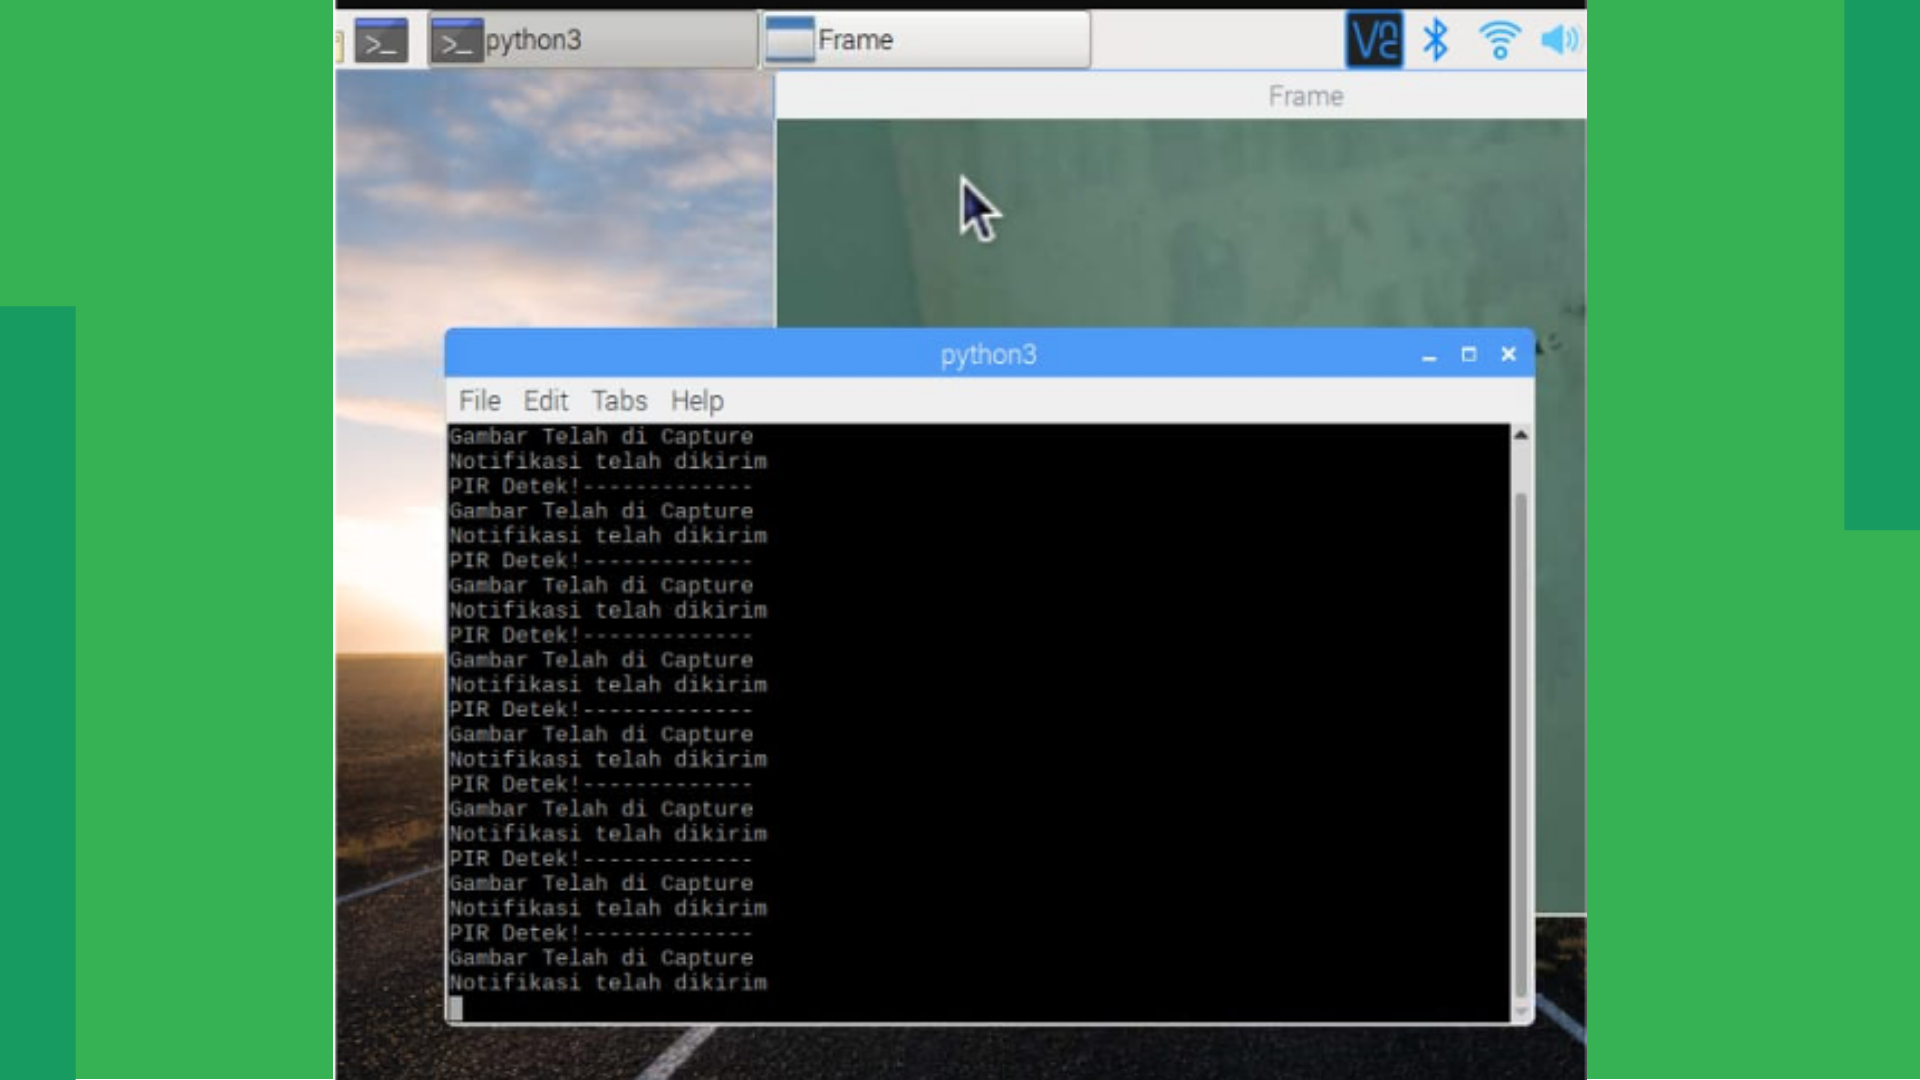 python3
Frame
VNC
Frame
python3
File Edit Tabs Help
Gambar Telah di Capture
Notifikasi telah dikirim
PIR Detek!-------------
Gambar Telah di Capture
Notifikasi telah dikirim
PIR Detek!-------------
Gambar Telah di Capture
Notifikasi telah dikirim
PIR Detek!-------------
Gambar Telah di Capture
Notifikasi telah dikirim
PIR Detek!-------------
Gambar Telah di Capture
Notifikasi telah dikirim
PIR Detek!-------------
Gambar Telah di Capture
Notifikasi telah dikirim
PIR Detek!-------------
Gambar Telah di Capture
Notifikasi telah dikirim
PIR Detek!-------------
Gambar Telah di Capture
Notifikasi telah dikirim